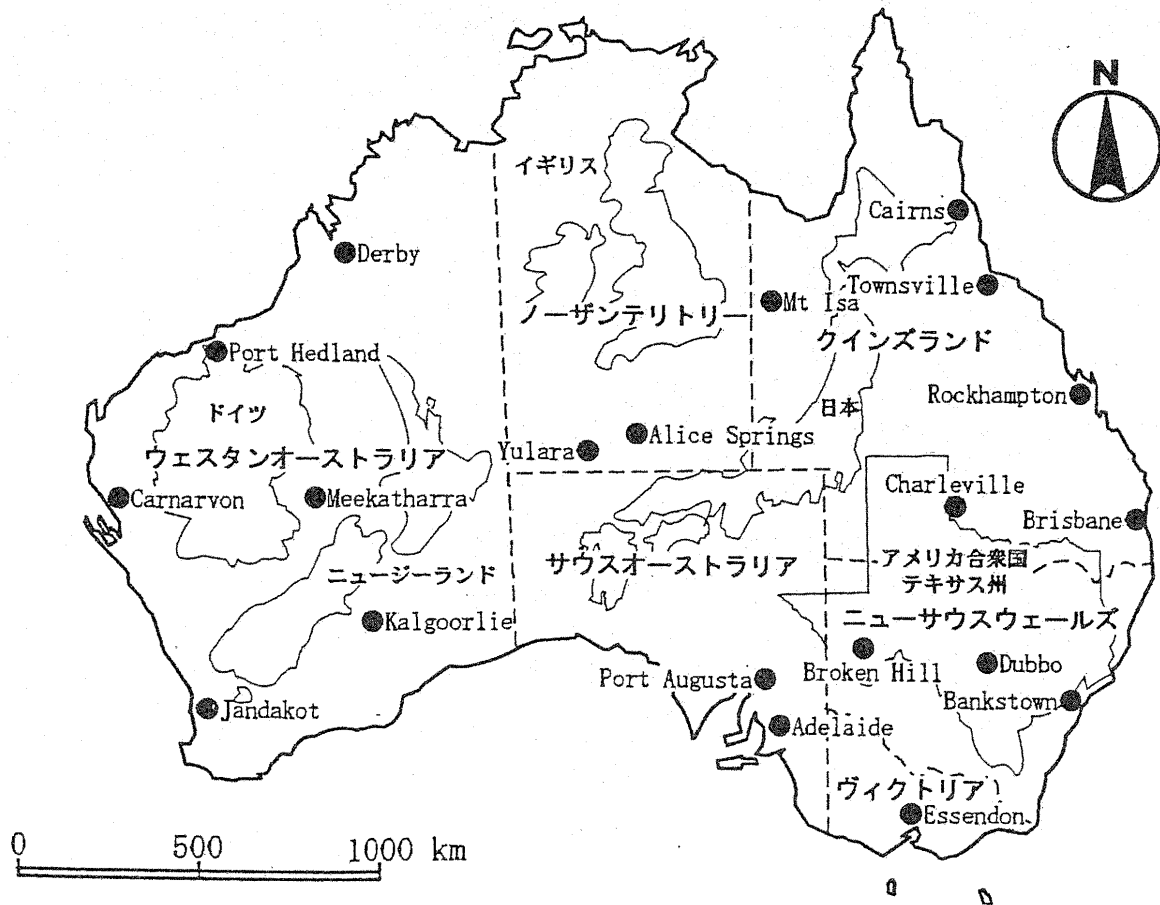 N
イギリス
Cairns
Derby
Townsville
Mt Isa
ノーザンテリトリー
クインズランド
Port Hedland
Rockhampton
日本
ドイツ
Alice Springs
Yulara
ウェスタンオーストラリア
Charleville
Carnarvon
Meekatharra
Brisbane
アメリカ合衆国
テキサス州
サウスオーストラリア
ニュージーランド
ニューサウスウェールズ
Kalgoorlie
Broken Hill
Dubbo
Port Augusta
Bankstown
Jandakot
Adelaide
ヴィクトリア
Essendon
0 500 1000 km